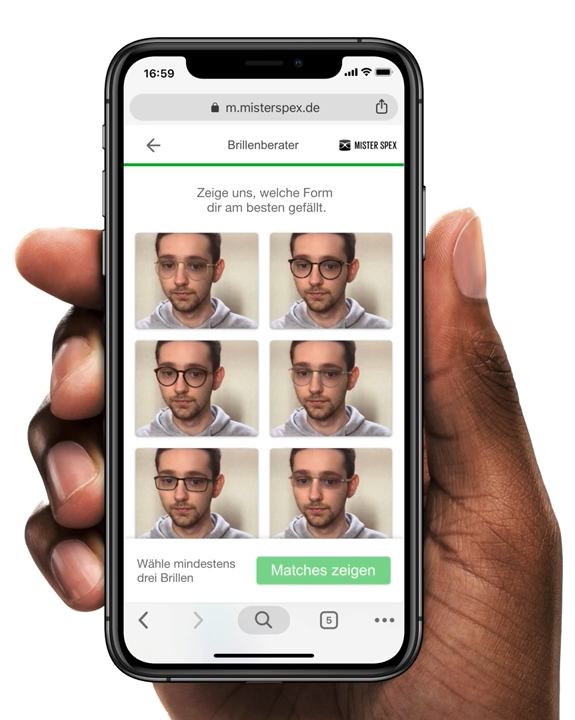 16:59
m.misterspex.de
Brillenberater
MISTER SPEX
Zeige uns, welche Form
dir am besten gefällt.
Wähle mindestens
drei Brillen
Matches zeigen
5